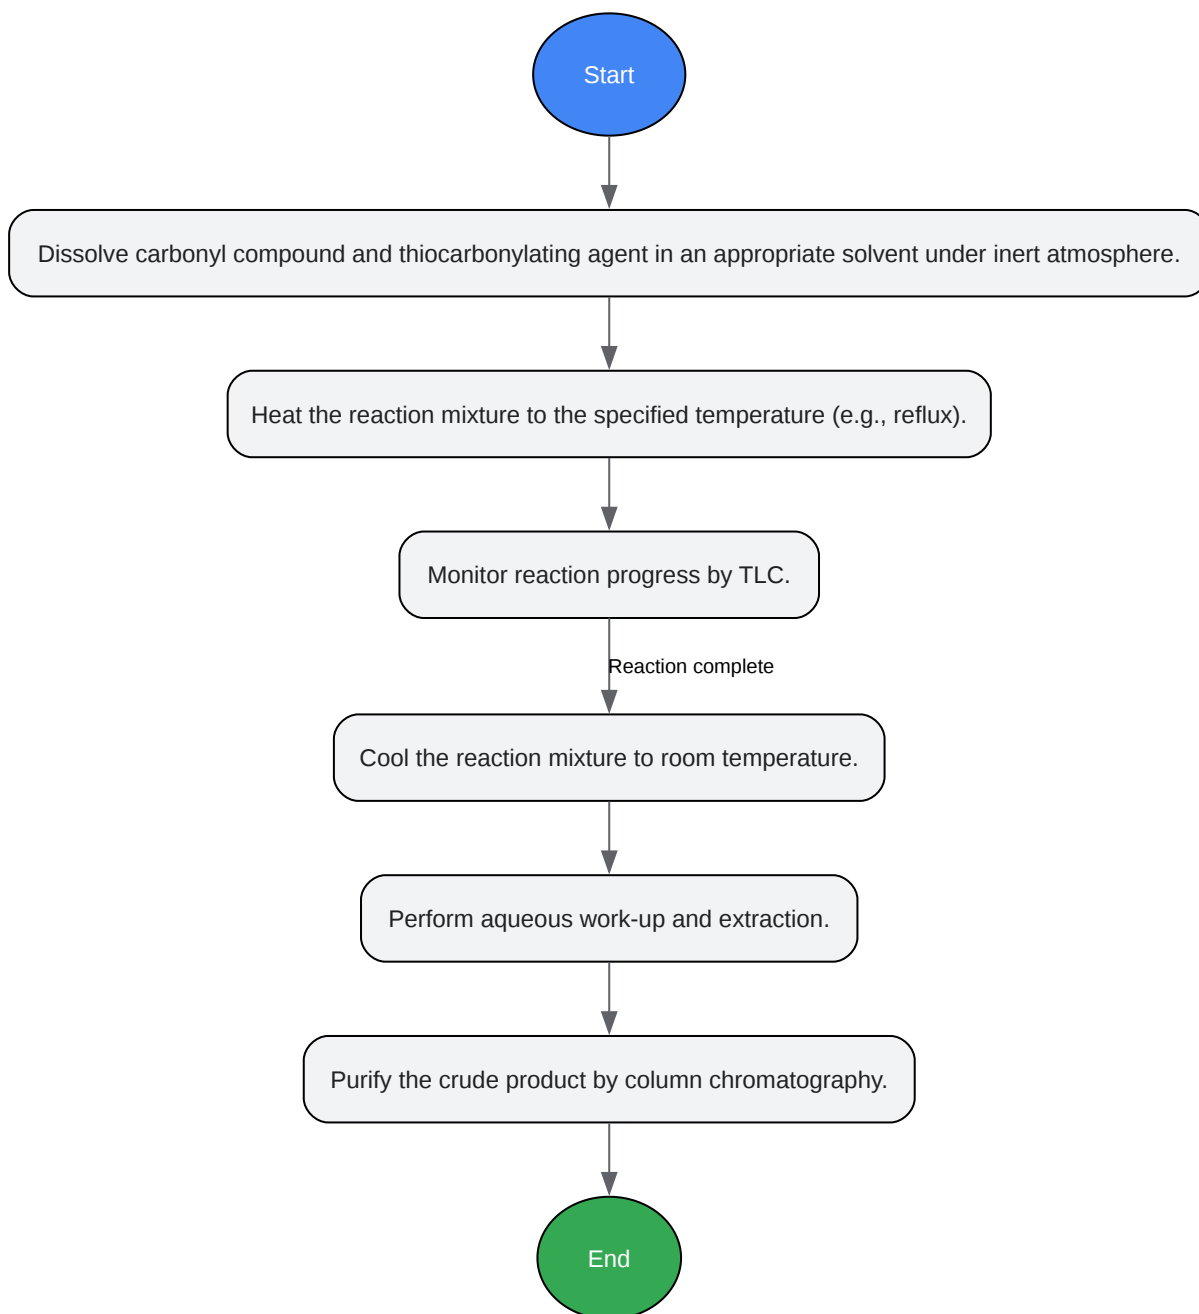 Start
Dissolve carbonyl compound and thiocarbonylating agent in an appropriate solvent under inert atmosphere.
Heat the reaction mixture to the specified temperature (e.g., reflux).
Monitor reaction progress by TLC.
Reaction complete
Cool the reaction mixture to room temperature.
Perform aqueous work-up and extraction.
Purify the crude product by column chromatography.
End